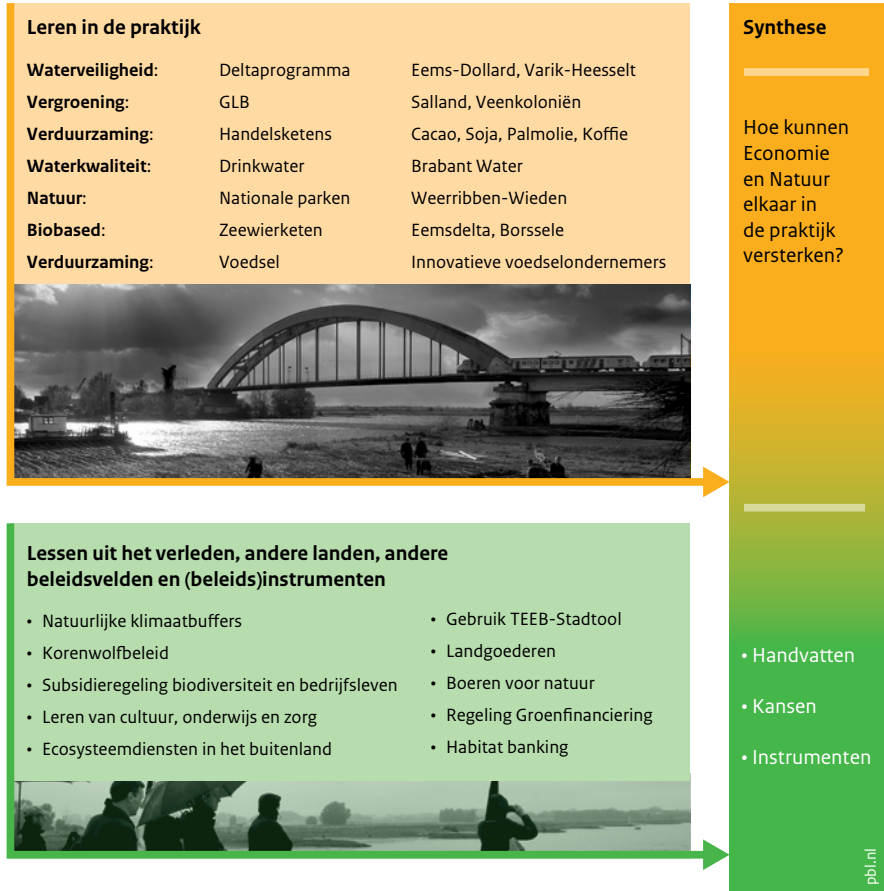 Leren in de praktijk
Waterveiligheid: Deltaprogramma Eems-Dollard, Varik-Heesselt
Vergroening: GLB Salland, Veenkoloniën
Verduurzaming: Handelsketens Cacao, Soja, Palmolie, Koffie
Waterkwaliteit: Drinkwater Brabant Water
Natuur: Nationale parken Weerribben-Wieden
Biobased: Zeewierketen Eemsdelta, Borssele
Verduurzaming: Voedsel Innovatieve voedselondernemers
Lessen uit het verleden, andere landen, andere
beleidsvelden en (beleids)instrumenten
• Natuurlijke klimaatbuffers
• Korenwolfbeleid
• Subsidieregeling biodiversiteit en bedrijfsleven
• Leren van cultuur, onderwijs en zorg
• Ecosysteemdiensten in het buitenland
• Gebruik TEEB-Stadtool
• Landgoederen
• Boeren voor natuur
• Regeling Groenfinanciering
• Habitat banking
Synthese
Hoe kunnen
Economie
en Natuur
elkaar in
de praktijk
versterken?
• Handvatten
• Kansen
• Instrumenten
pbl.nl